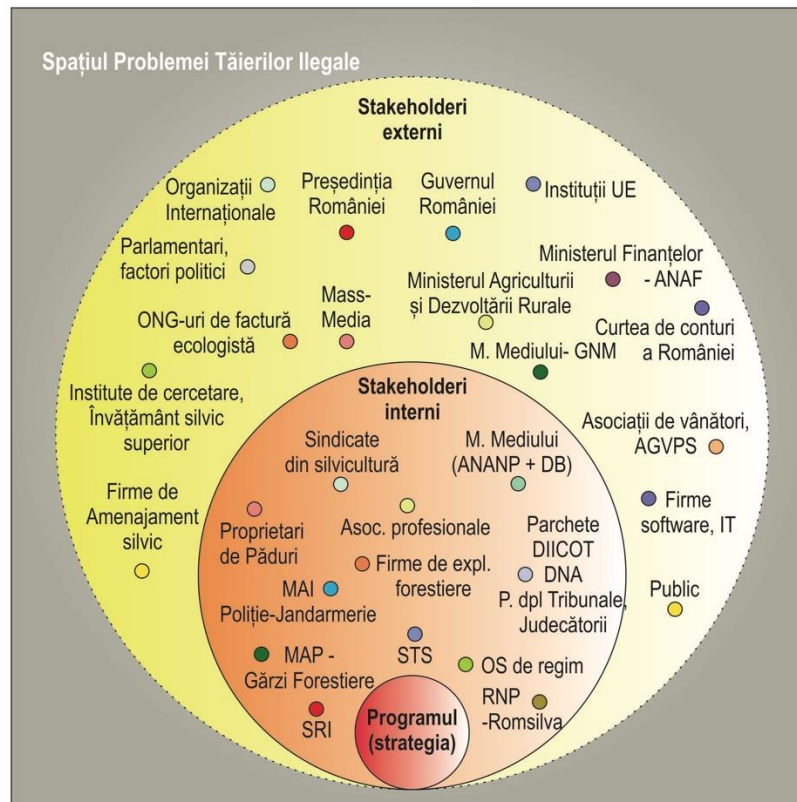 Spațiul Problemei Tăierilor Ilegale
Stakeholderi
externi
Organizații
Internaționale
Președinția
României
Guvernul
României
Instituții UE
Parlamentari,
factori politici
Ministerul Finanțelor
- ANAF
Ministerul Agriculturii
și Dezvoltării Rurale
Mass-
Media
ONG-uri de factură
ecologistă
Curtea de conturi
a României
M. Mediului- GNM
Institute de cercetare,
Învățământ silvic
superior
Stakeholderi
interni
Asociații de vânători,
AGVPS
Sindicate
din silvicultură
M. Mediului
(ANANP + DB)
Firme de
Amenajament
silvic
Firme
software, IT
Proprietari
de Păduri
Asoc. profesionale
Parchete
DIICOT
DNA
P. dpl Tribunale,
Judecătorii
Firme de expl.
forestiere
MAI
Poliție-Jandarmerie
Public
STS
MAP -
Gărzi Forestiere
OS de regim
RNP
-Romsilva
SRI
Programul
(strategia)